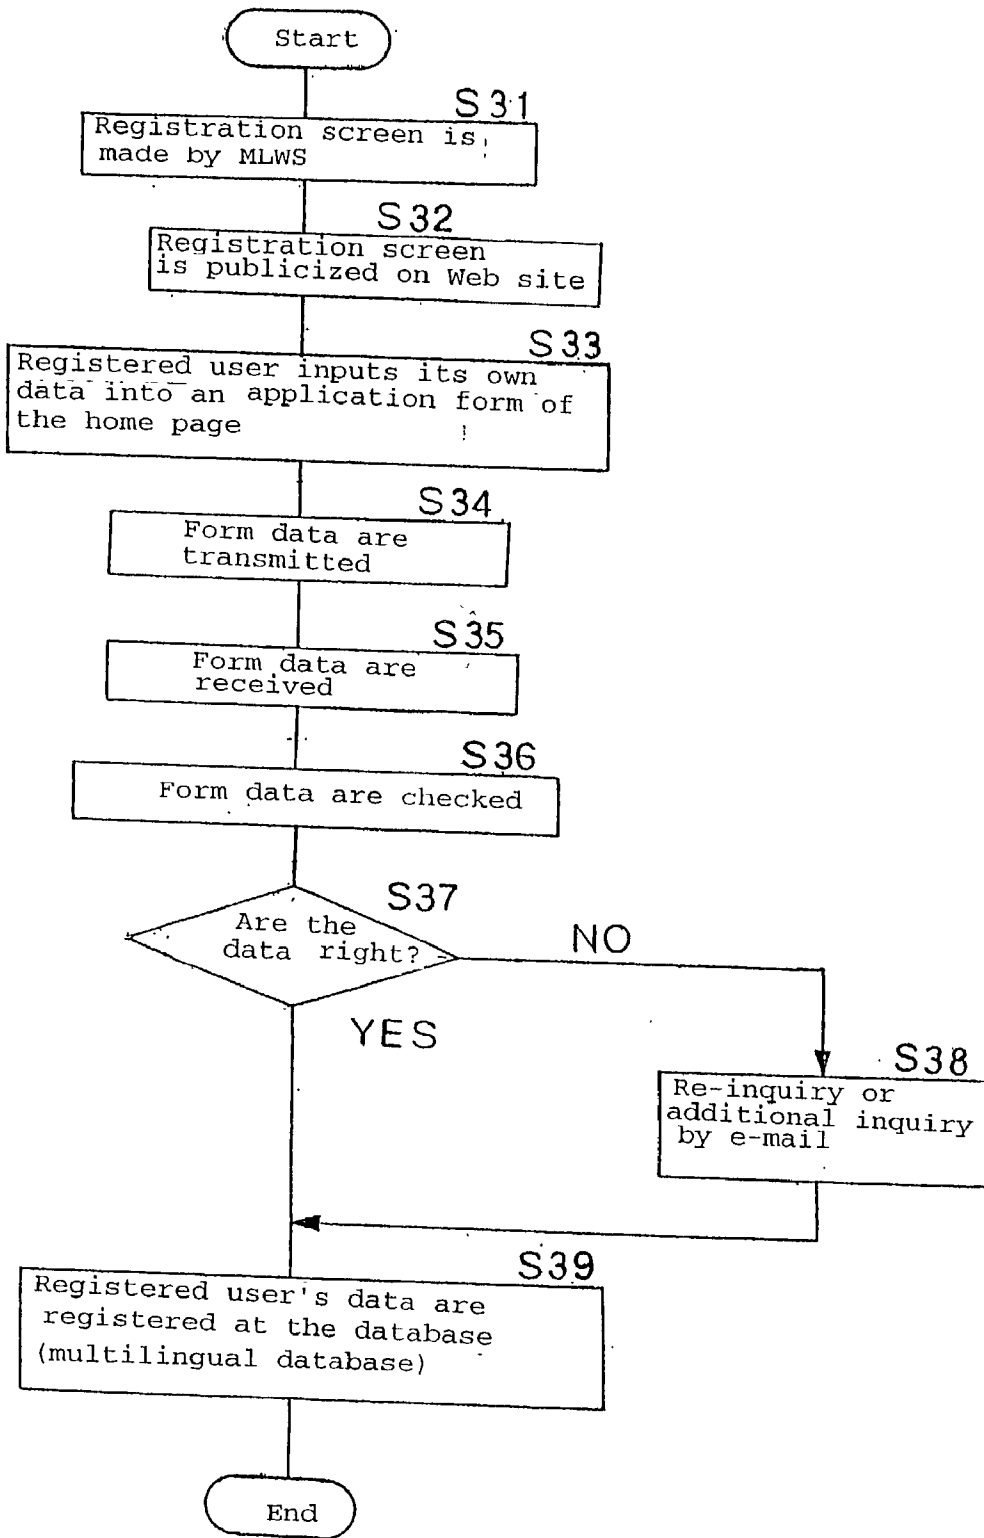 Start
S31
Registration screen is
made by MLWS
S32
Registration screen
is publicized on Web site
S33
Registered user inputs its own
data into an application form of
the home page
S34
Form data are
transmitted
S35
Form data are
received
S36
Form data are checked
S37
Are the
data right?
NO
YES
S38
Re-inquiry or
additional inquiry
by e-mail
S39
Registered user's data are
registered at the database
(multilingual database)
End